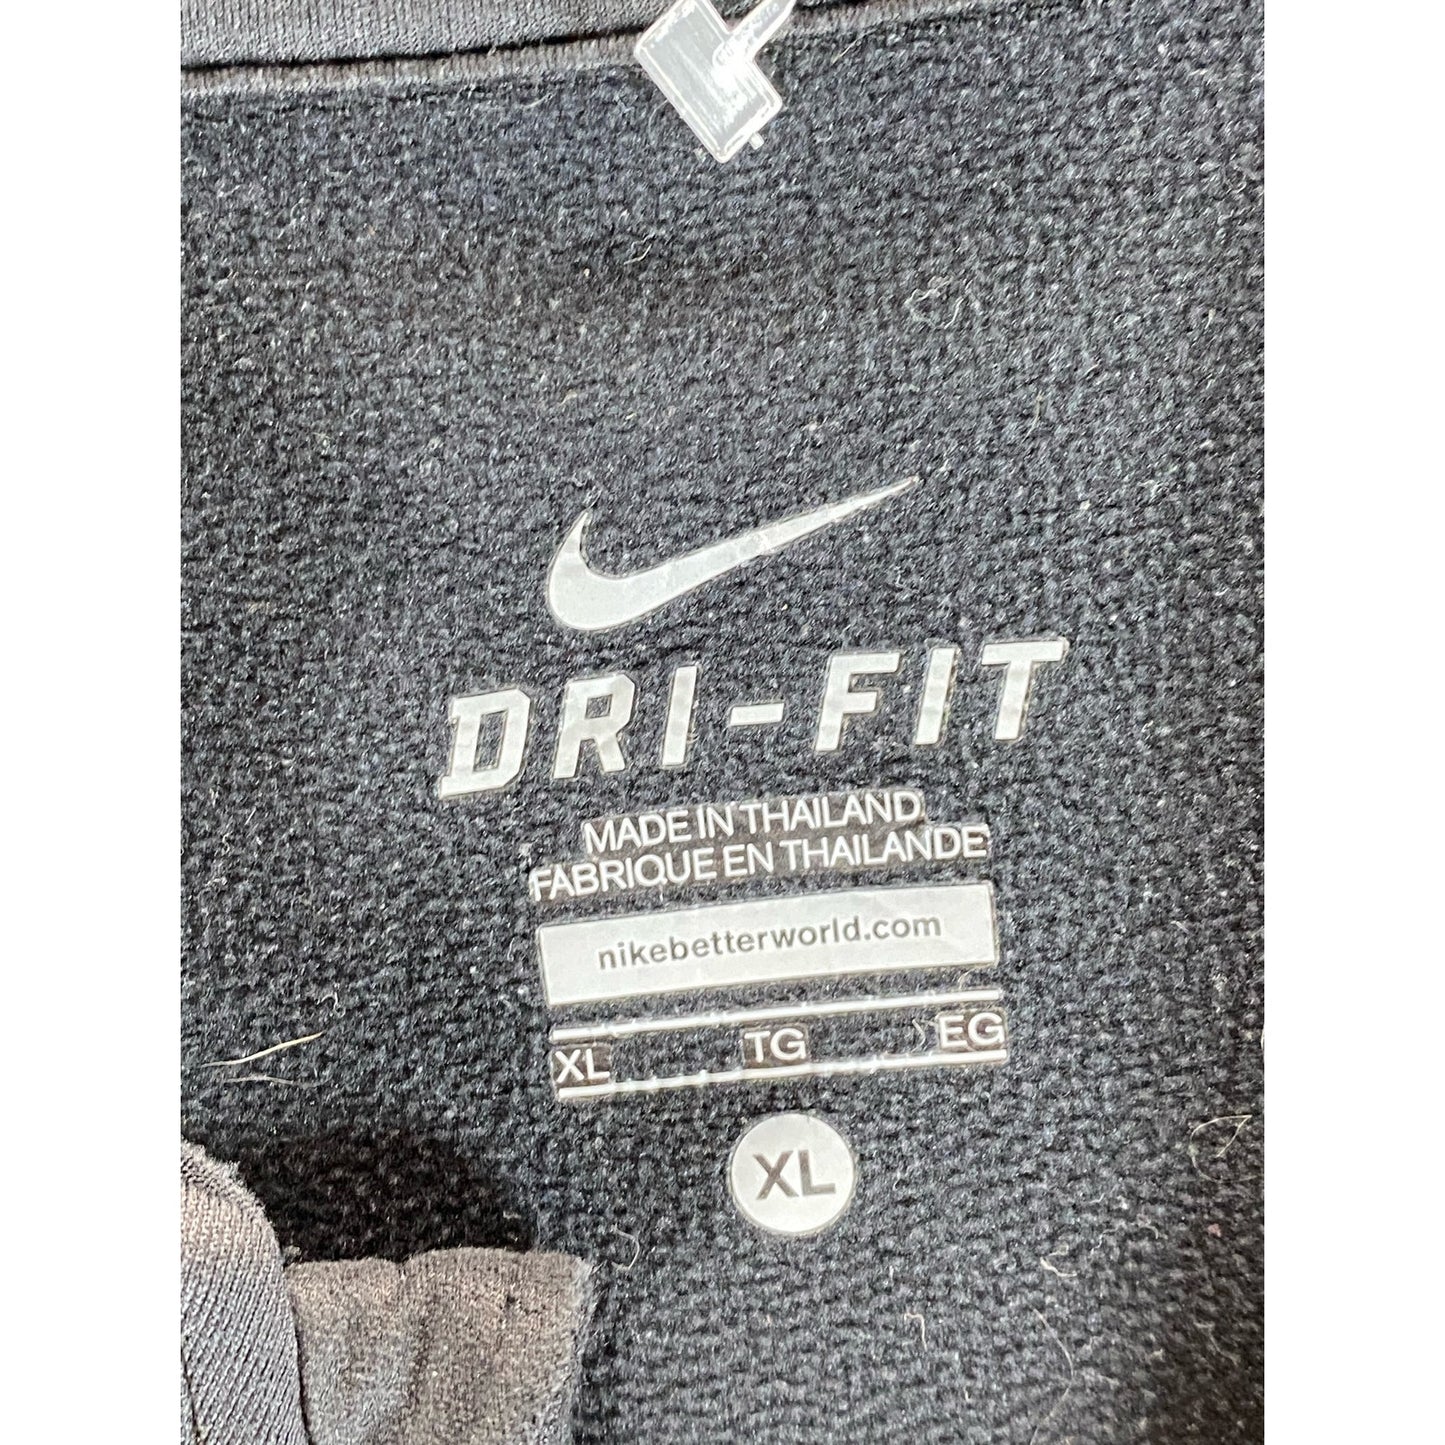 DRI-FIT
MADE IN THAILAND
FABRIQUE EN THAILANDE
nikebetterworld.com
XL TG EG
XL